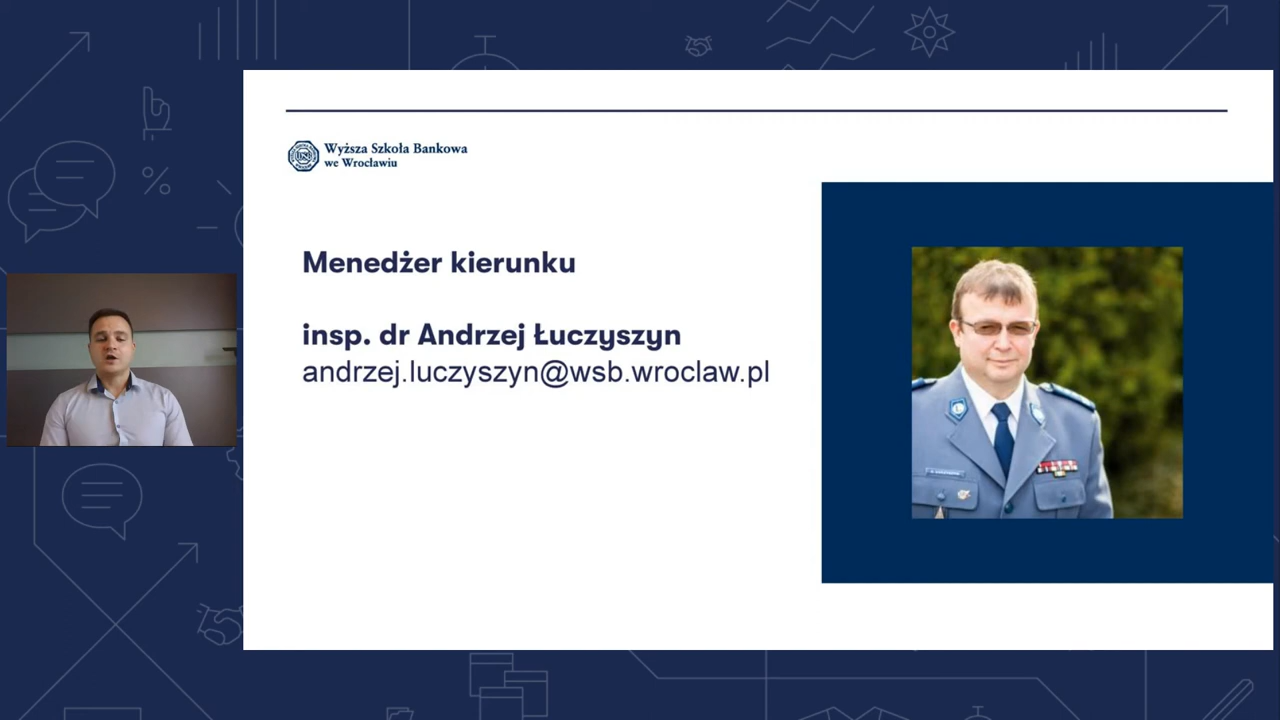 Wyższa Szkoła Bankowa
we Wrocławiu
Menedżer kierunku
insp. dr Andrzej Łuczyszyn
andrzej.luczyszyn@wsb.wroclaw.pl
%